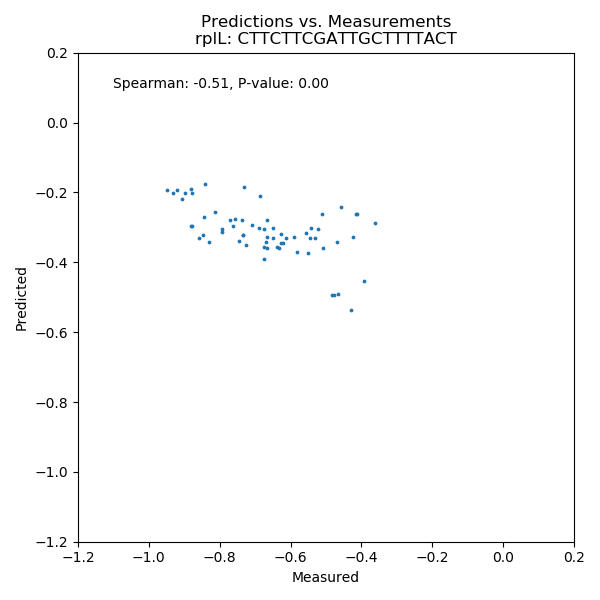 Predictions vs. Measurements
rplL: CTTCTTCGATTGCTTTTACT
Spearman: -0.51, P-value: 0.00
0.2
0.0
−0.2
−0.4
−0.6
−0.8
−1.0
−1.2
Predicted
−1.2 −1.0 −0.8 −0.6 −0.4 −0.2 0.0 0.2
Measured